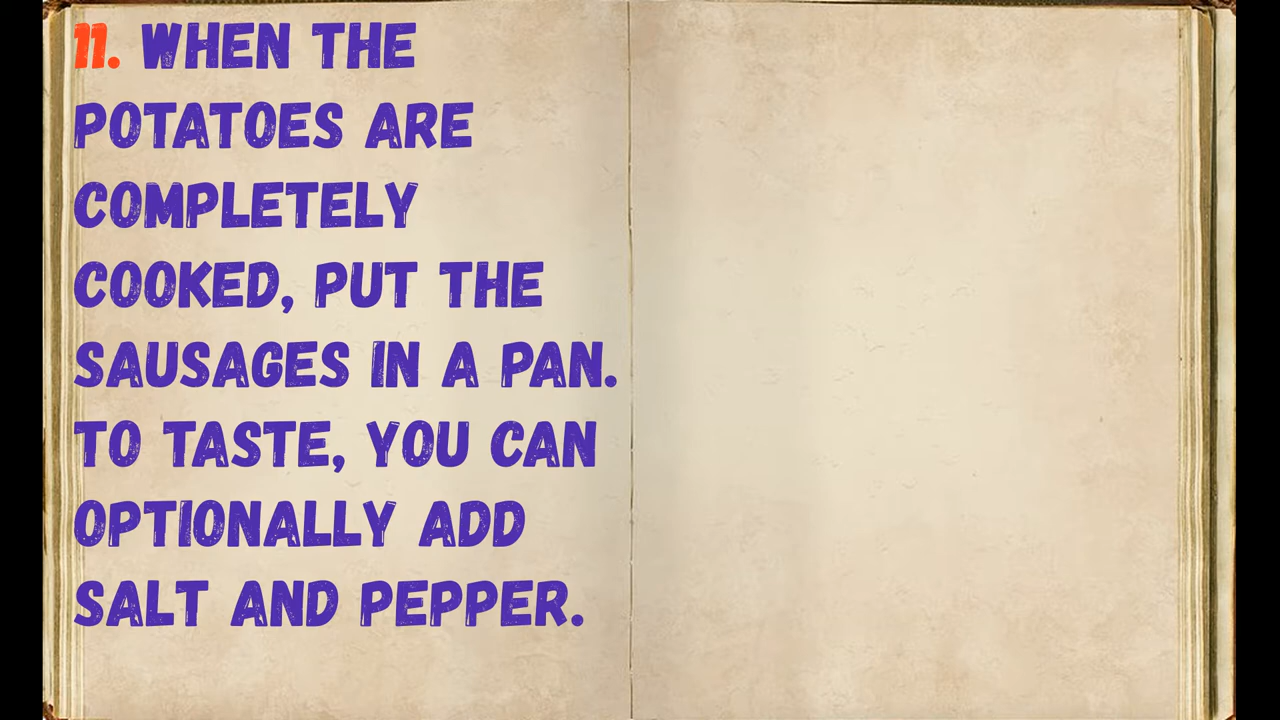 11. WHEN THE
POTATOES ARE
COMPLETELY
COOKED, PUT THE
SAUSAGES IN A PAN.
TO TASTE, YOU CAN
OPTIONALLY ADD
SALT AND PEPPER.